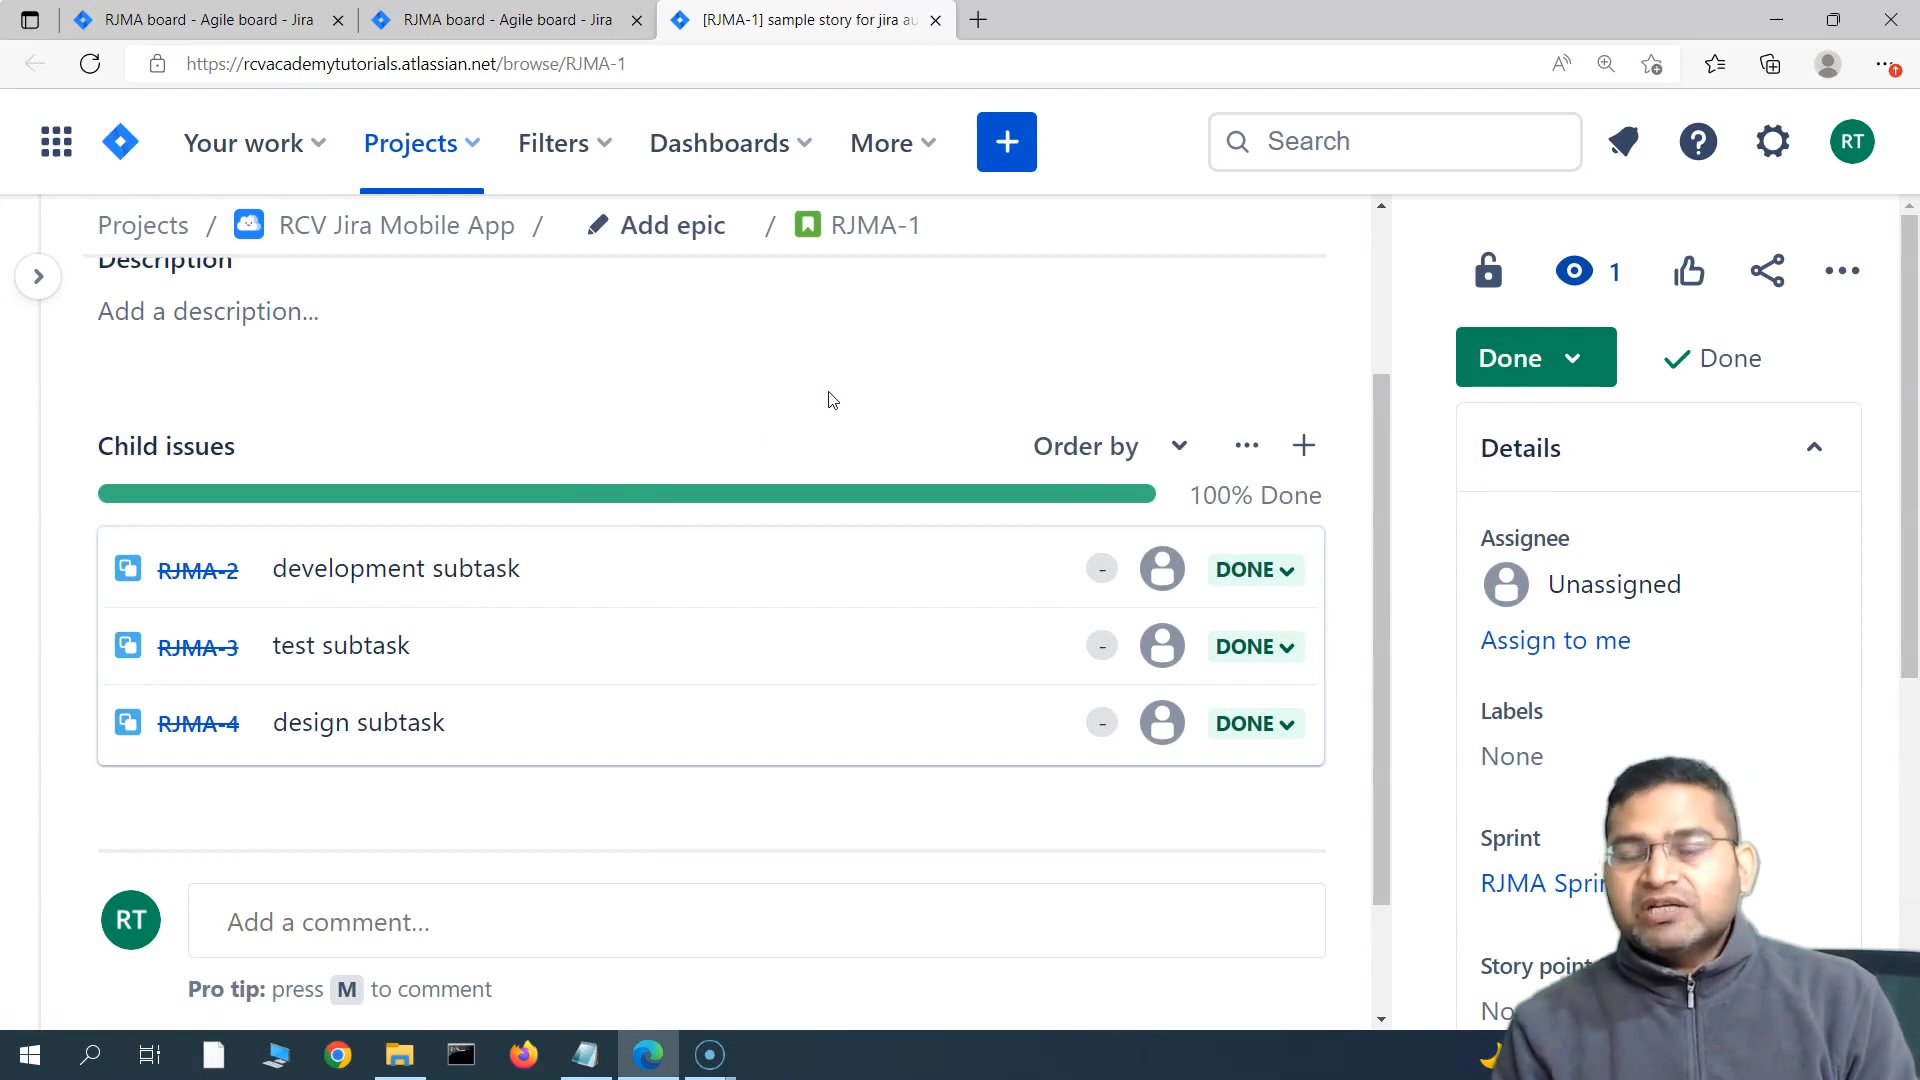 RJMA board - Agile board - Jira
RJMA board - Agile board - Jira
[RJMA-1] sample story for jira au
https://rcvacademytutorials.atlassian.net/browse/RJMA-1
Your work
Projects
Filters
Dashboards
More
Search
RT
Projects / RCV Jira Mobile App / Add epic / RJMA-1
Description
Add a description...
1
Done
Done
Child issues
Order by
100% Done
RJMA-2 development subtask - DONE
RJMA-3 test subtask - DONE
RJMA-4 design subtask - DONE
Details
Assignee
Unassigned
Assign to me
Labels
None
Sprint
RJMA Sprin
Story point
No
RT
Add a comment...
Pro tip: press M to comment